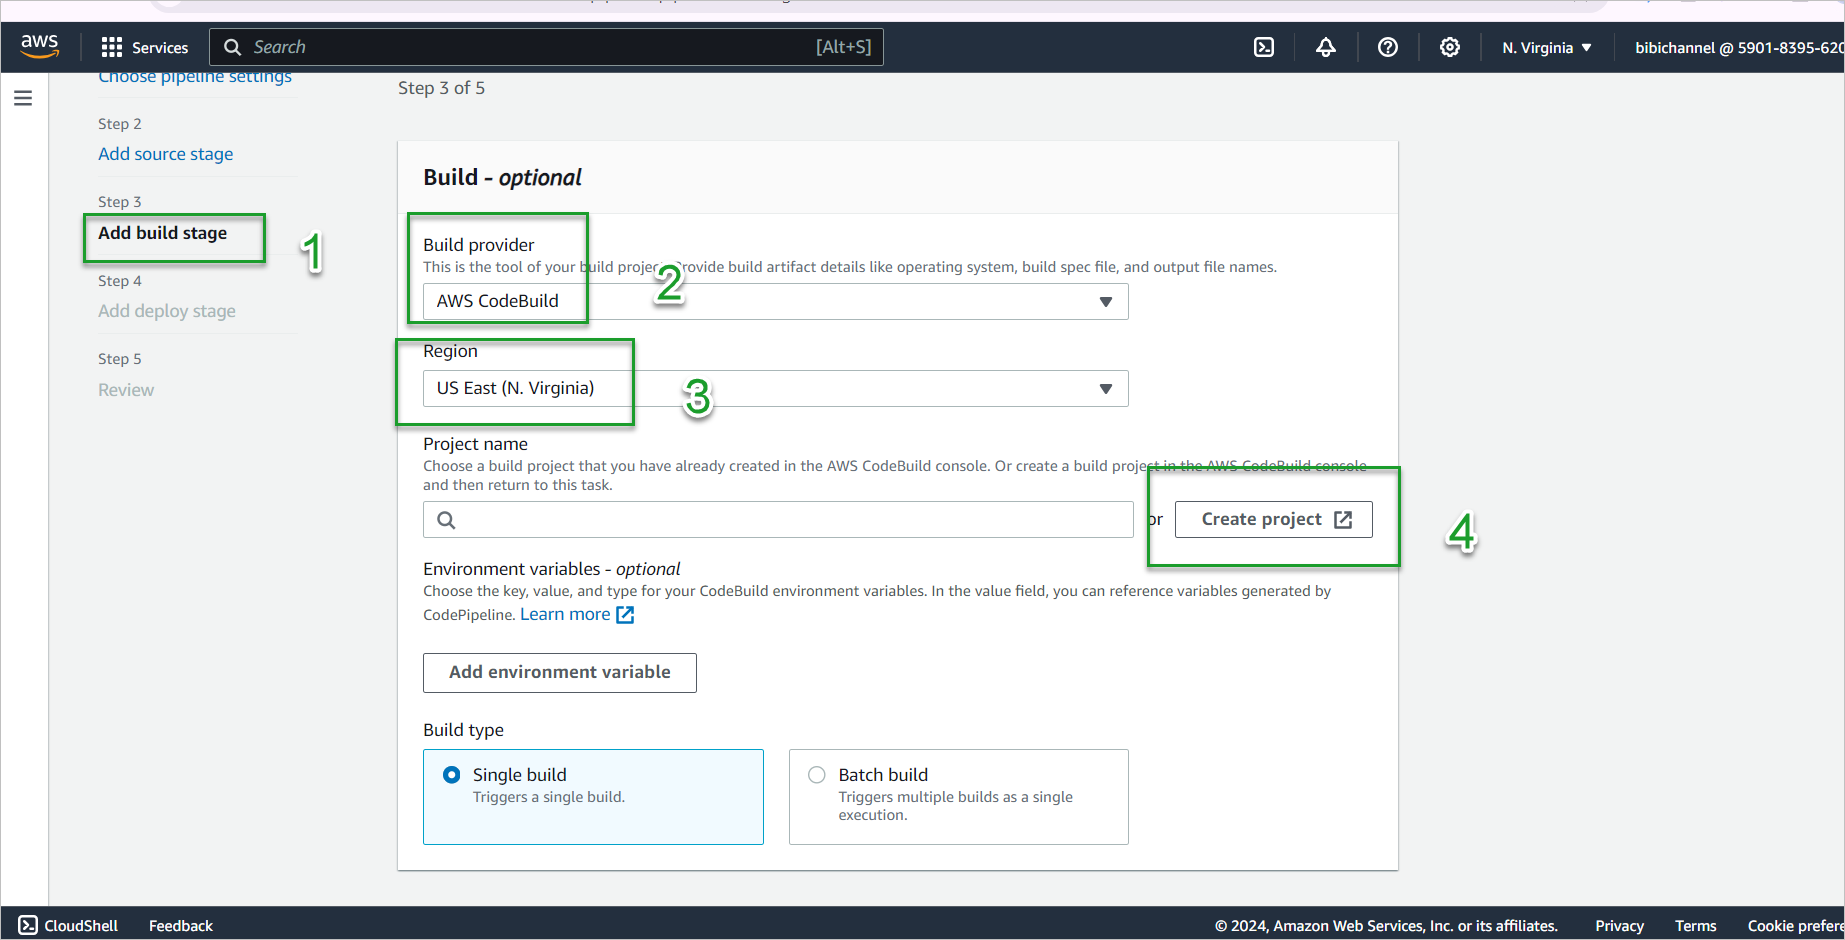 aws
Services
Search
[Alt+S]
N. Virginia
bibichannel @ 5901-8395-620
Choose pipeline settings
Step 2
Add source stage
Step 3
Add build stage
1
Step 4
Add deploy stage
Step 5
Review
Step 3 of 5
Build - optional
Build provider
This is the tool of your build project. Provide build artifact details like operating system, build spec file, and output file names.
2
AWS CodeBuild
Region
US East (N. Virginia)
3
Project name
Choose a build project that you have already created in the AWS CodeBuild console. Or create a build project in the AWS CodeBuild console
and then return to this task.
or
Create project
4
Environment variables - optional
Choose the key, value, and type for your CodeBuild environment variables. In the value field, you can reference variables generated by
CodePipeline. Learn more
Add environment variable
Build type
Single build
Triggers a single build.
Batch build
Triggers multiple builds as a single
execution.
CloudShell
Feedback
© 2024, Amazon Web Services, Inc. or its affiliates.
Privacy
Terms
Cookie prefere